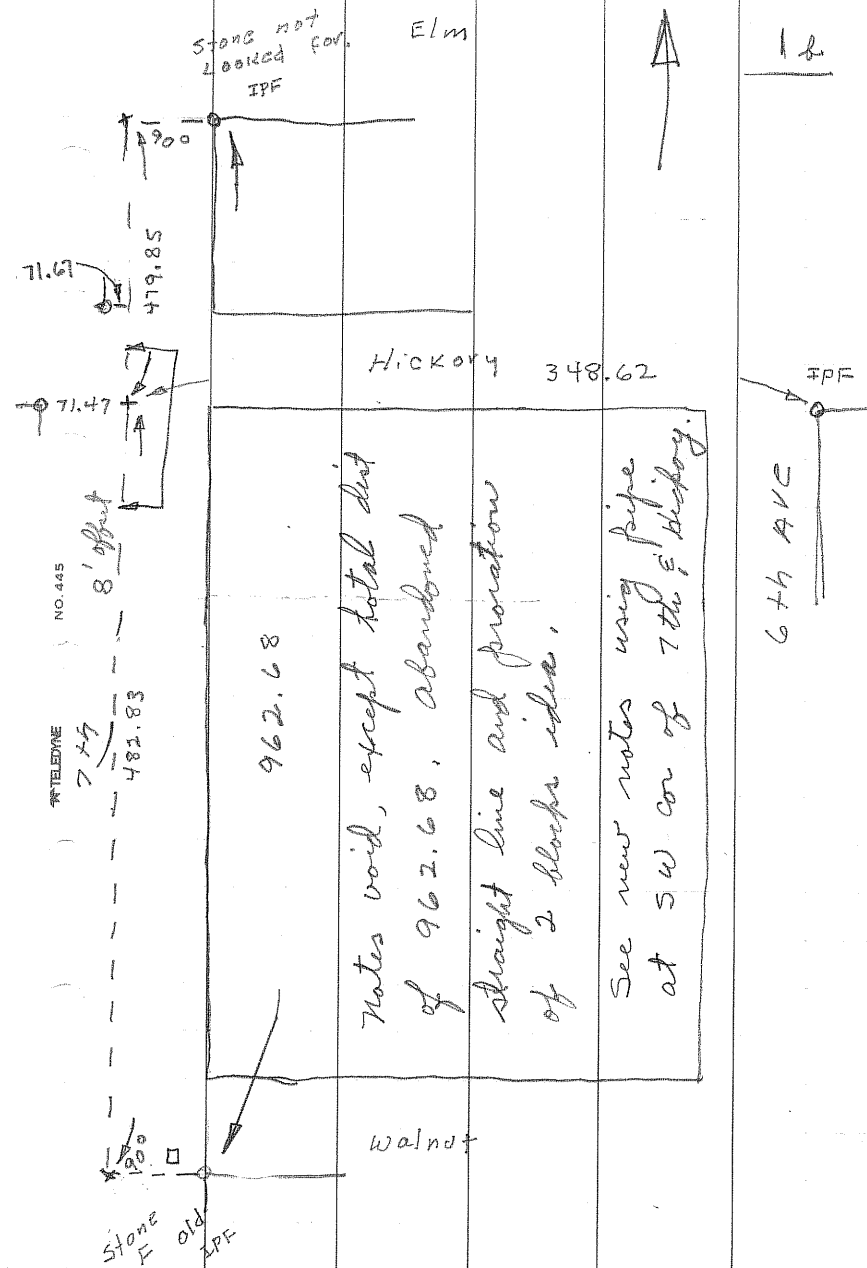 Stone not
Looked for.
IPF
Elm
1 b
90°
479.85
71.67
Hickory
348.62
IPF
71.47
8' offset
NO. 445
TELEDYNE
7th
482.83
962.68
6th AVE
Notes void, except total dist
of 962.68. abandoned
straight line and proration
of 2 blocks idea.
See new notes using pipe
at SW cor of 7th & Hickory.
Walnut
90°
Stone
F
old
IPF